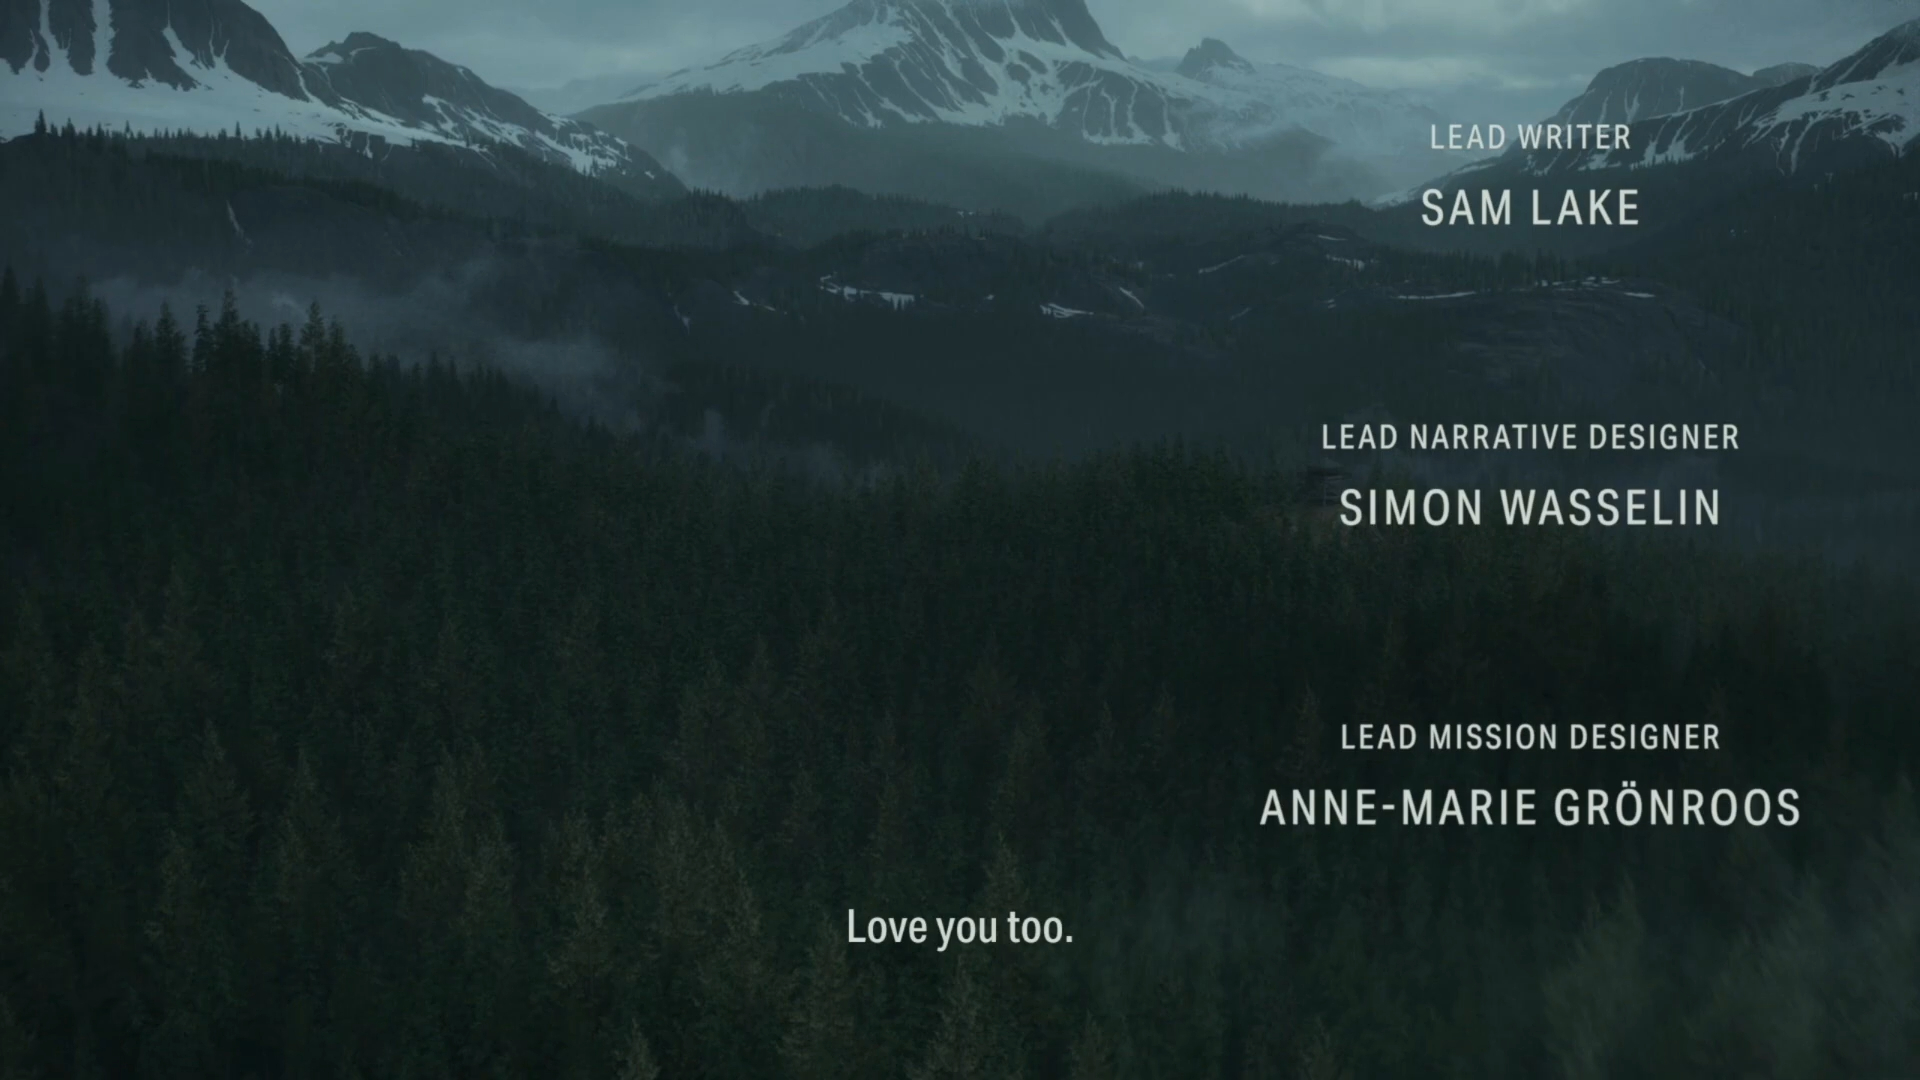 LEAD WRITER
SAM LAKE
LEAD NARRATIVE DESIGNER
SIMON WASSELIN
LEAD MISSION DESIGNER
ANNE-MARIE GRÖNROOS
Love you too.